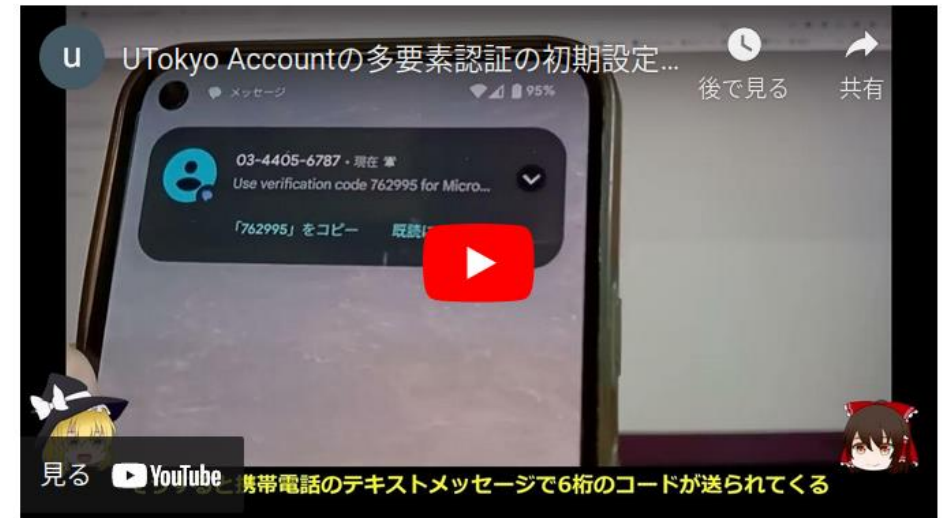 u
UTokyo Accountの多要素認証の初期設定...
後で見る
共有
メッセージ
95%
03-4405-6787・現在
Use verification code 762995 for Micro...
「762995」をコピー
既読に
見る
YouTube
携帯電話のテキストメッセージで6桁のコードが送られてくる